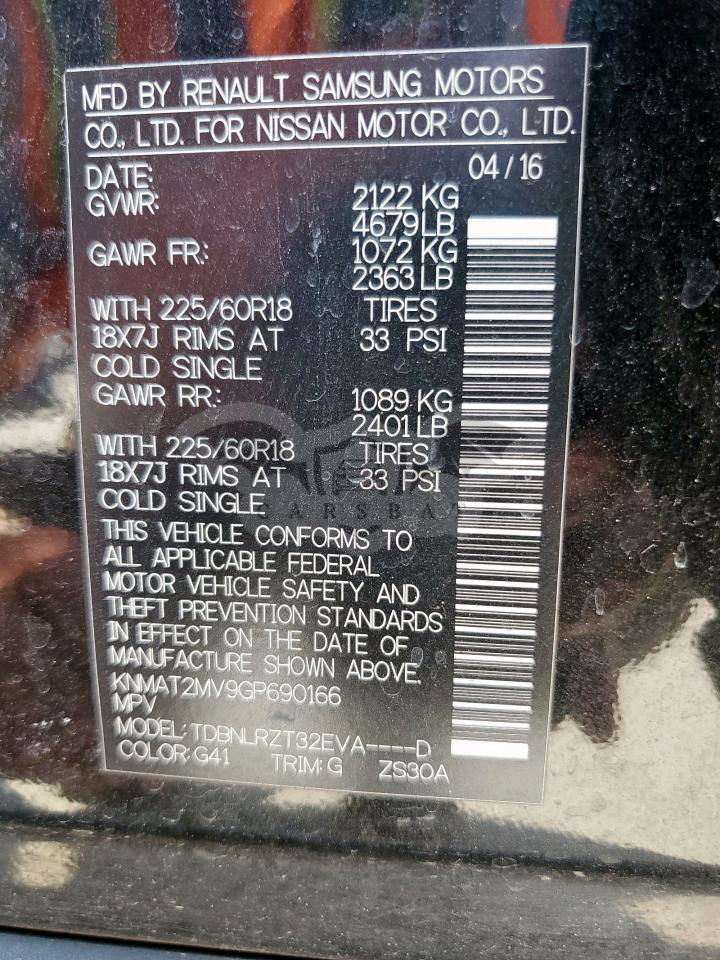 MFD BY RENAULT SAMSUNG MOTORS
CO., LTD. FOR NISSAN MOTOR CO., LTD.
DATE: 04/16
GVWR: 2122 KG
4679 LB
GAWR FR: 1072 KG
2363 LB
WITH 225/60R18 TIRES
18X7J RIMS AT 33 PSI
COLD SINGLE
GAWR RR: 1089 KG
2401 LB
WITH 225/60R18 TIRES
18X7J RIMS AT 33 PSI
COLD SINGLE
THIS VEHICLE CONFORMS TO
ALL APPLICABLE FEDERAL
MOTOR VEHICLE SAFETY AND
THEFT PREVENTION STANDARDS
IN EFFECT ON THE DATE OF
MANUFACTURE SHOWN ABOVE.
KNMAT2MV9GP690166
MPV
MODEL: TDBNLRZT32EVA----D
COLOR: G41 TRIM: G ZS30A